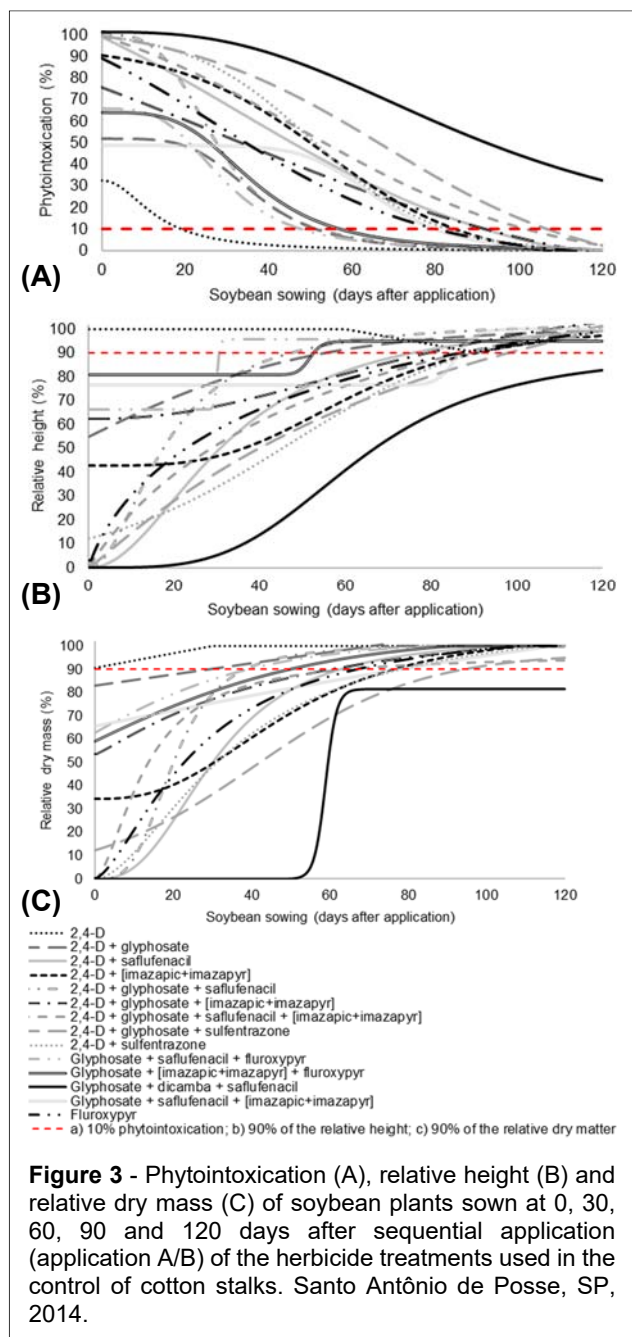 100
90
80
70
60
50
40
30
20
10
0
Phytointoxication (%)
0 20 40 60 80 100 120
(A)
Soybean sowing (days after application)
100
90
80
70
60
50
40
30
20
10
0
Relative height (%)
0 20 40 60 80 100 120
(B)
Soybean sowing (days after application)
100
90
80
70
60
50
40
30
20
10
0
Relative dry mass (%)
0 20 40 60 80 100 120
(C)
Soybean sowing (days after application)
2,4-D
2,4-D + glyphosate
2,4-D + saflufenacil
2,4-D + [imazapic+imazapyr]
2,4-D + glyphosate + saflufenacil
2,4-D + glyphosate + [imazapic+imazapyr]
2,4-D + glyphosate + saflufenacil + [imazapic+imazapyr]
2,4-D + glyphosate + sulfentrazone
2,4-D + sulfentrazone
Glyphosate + saflufenacil + fluroxypyr
Glyphosate + [imazapic+imazapyr] + fluroxypyr
Glyphosate + dicamba + saflufenacil
Glyphosate + saflufenacil + [imazapic+imazapyr]
Fluroxypyr
a) 10% phytointoxication; b) 90% of the relative height; c) 90% of the relative dry matter
Figure 3 - Phytointoxication (A), relative height (B) and
relative dry mass (C) of soybean plants sown at 0, 30,
60, 90 and 120 days after sequential application
(application A/B) of the herbicide treatments used in the
control of cotton stalks. Santo Antônio de Posse, SP,
2014.